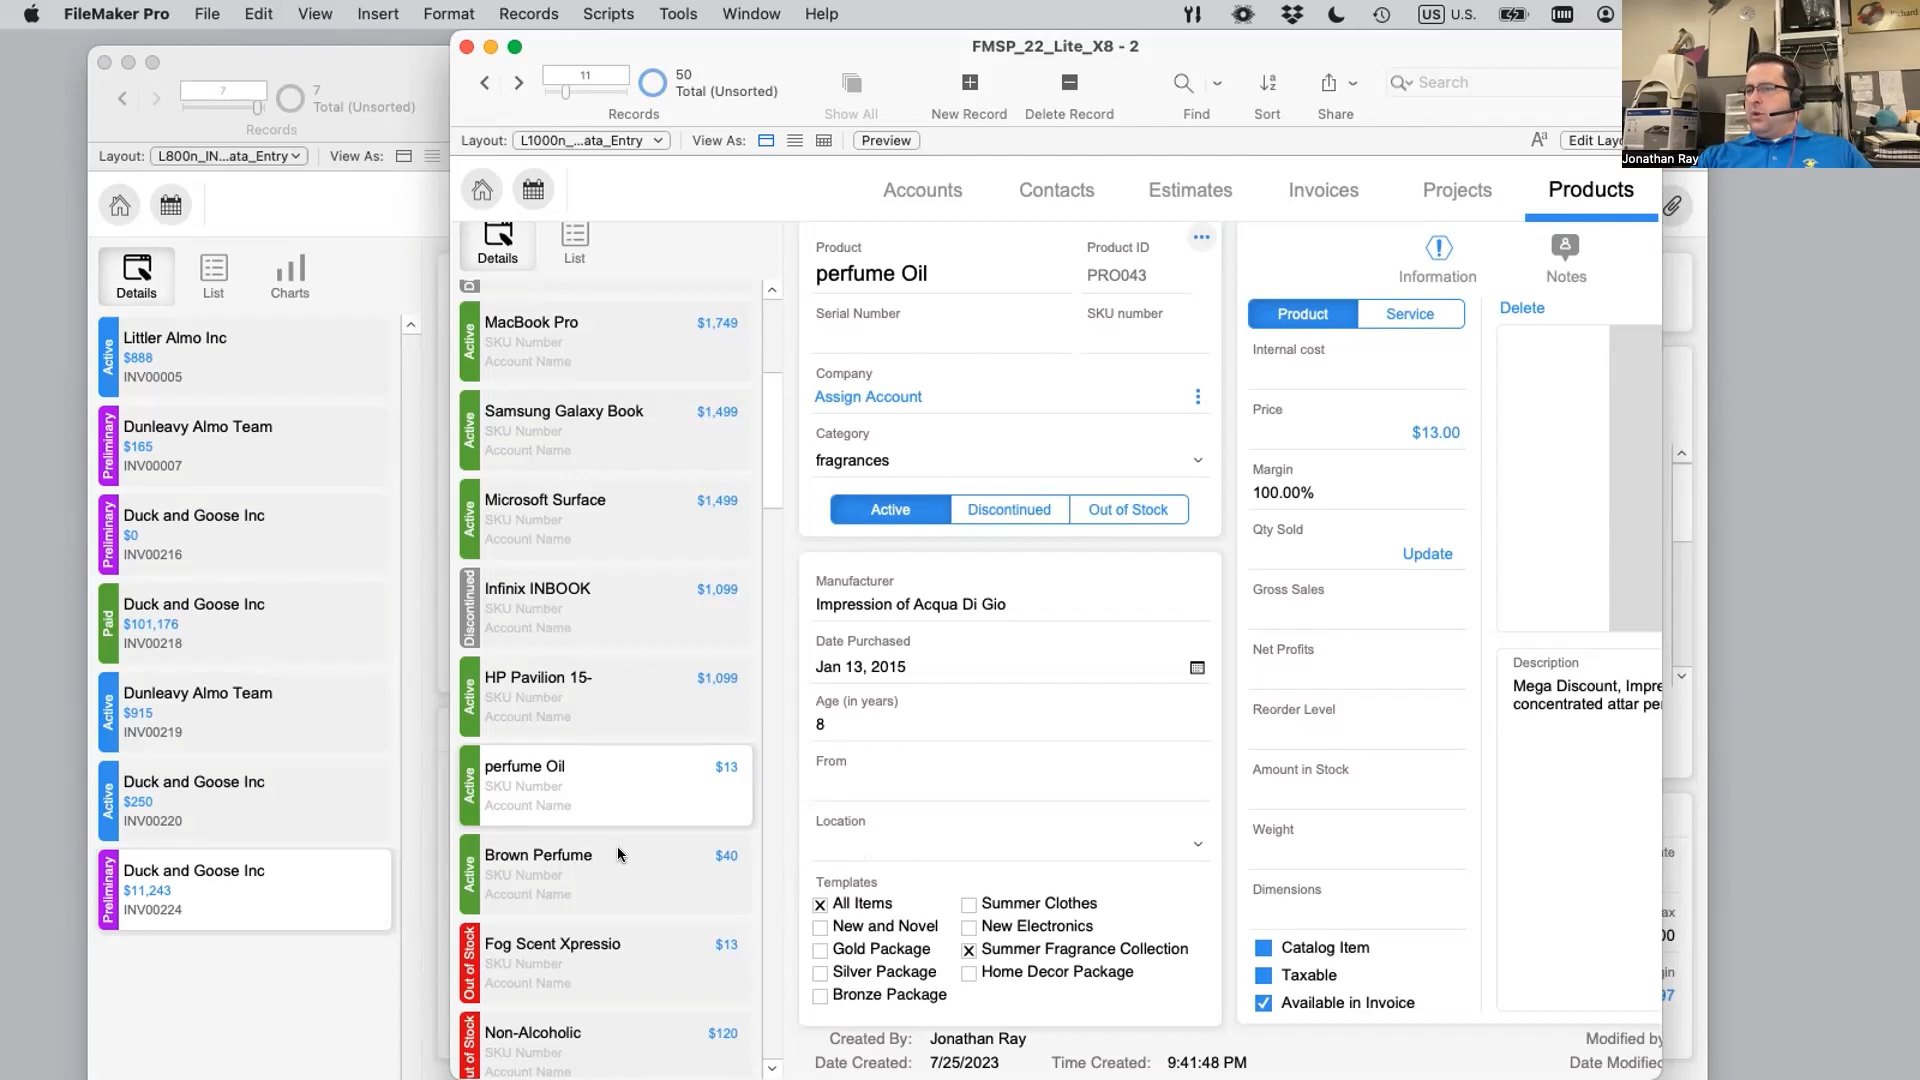 FileMaker Pro File Edit View Insert Format Records Scripts Tools Window Help
US U.S.
FMSP_22_Lite_X8 - 2
11
50
Total (Unsorted)
Records
Show All
New Record
Delete Record
Find
Sort
Share
Search
Layout: L1000n_...ata_Entry View As: Preview
Aa Edit Layo
Jonathan Ray
7
7
Total (Unsorted)
Records
Layout: L800n_IN...ata_Entry View As:
Details
List
Charts
Active
Littler Almo Inc
$888
INV00005
Preliminary
Dunleavy Almo Team
$165
INV00007
Preliminary
Duck and Goose Inc
$0
INV00216
Paid
Duck and Goose Inc
$101,176
INV00218
Active
Dunleavy Almo Team
$915
INV00219
Active
Duck and Goose Inc
$250
INV00220
Preliminary
Duck and Goose Inc
$11,243
INV00224
Accounts Contacts Estimates Invoices Projects Products
Details
List
Active
MacBook Pro $1,749
SKU Number
Account Name
Active
Samsung Galaxy Book $1,499
SKU Number
Account Name
Active
Microsoft Surface $1,499
SKU Number
Account Name
Discontinued
Infinix INBOOK $1,099
SKU Number
Account Name
Active
HP Pavilion 15- $1,099
SKU Number
Account Name
Active
perfume Oil $13
SKU Number
Account Name
Active
Brown Perfume $40
SKU Number
Account Name
Out of Stock
Fog Scent Xpressio $13
SKU Number
Account Name
ut of Stock
Non-Alcoholic $120
SKU Number
Account Name
Product
perfume Oil
Product ID
PRO043
Serial Number
SKU number
Company
Assign Account
Category
fragrances
Active Discontinued Out of Stock
Manufacturer
Impression of Acqua Di Gio
Date Purchased
Jan 13, 2015
Age (in years)
8
From
Location
Templates
All Items
New and Novel
Gold Package
Silver Package
Bronze Package
Summer Clothes
New Electronics
Summer Fragrance Collection
Home Decor Package
Information
Notes
Product Service
Internal cost
Price
$13.00
Margin
100.00%
Qty Sold
Update
Gross Sales
Net Profits
Reorder Level
Amount in Stock
Weight
Dimensions
Catalog Item
Taxable
Available in Invoice
Delete
Description
Mega Discount, Impre
concentrated attar pe
Created By: Jonathan Ray
Date Created: 7/25/2023 Time Created: 9:41:48 PM
Modified by
Date Modified